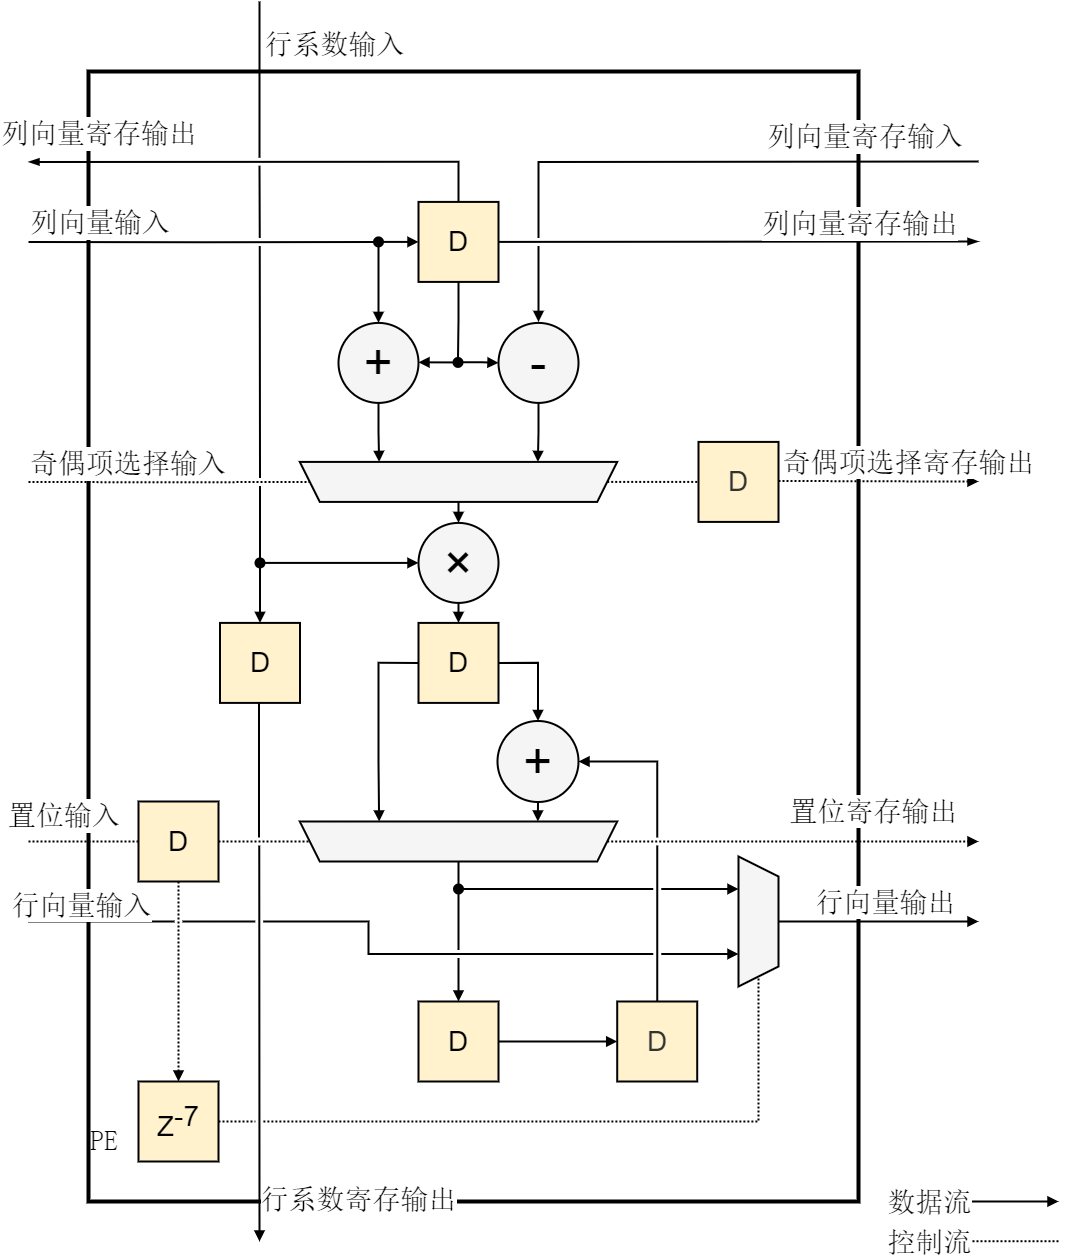 行系数输入
列向量寄存输出
列向量寄存输入
列向量输入
D
列向量寄存输出
+
-
奇偶项选择输入
D
奇偶项选择寄存输出
×
D
D
+
置位输入
D
置位寄存输出
行向量输入
行向量输出
D
D
Z-7
PE
行系数寄存输出
数据流
控制流